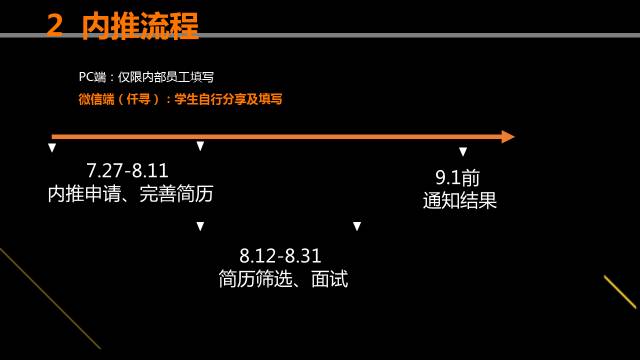 2 内推流程
PC端：仅限内部员工填写
微信端（仟寻）：学生自行分享及填写
7.27-8.11
内推申请、完善简历
9.1前
通知结果
8.12-8.31
简历筛选、面试